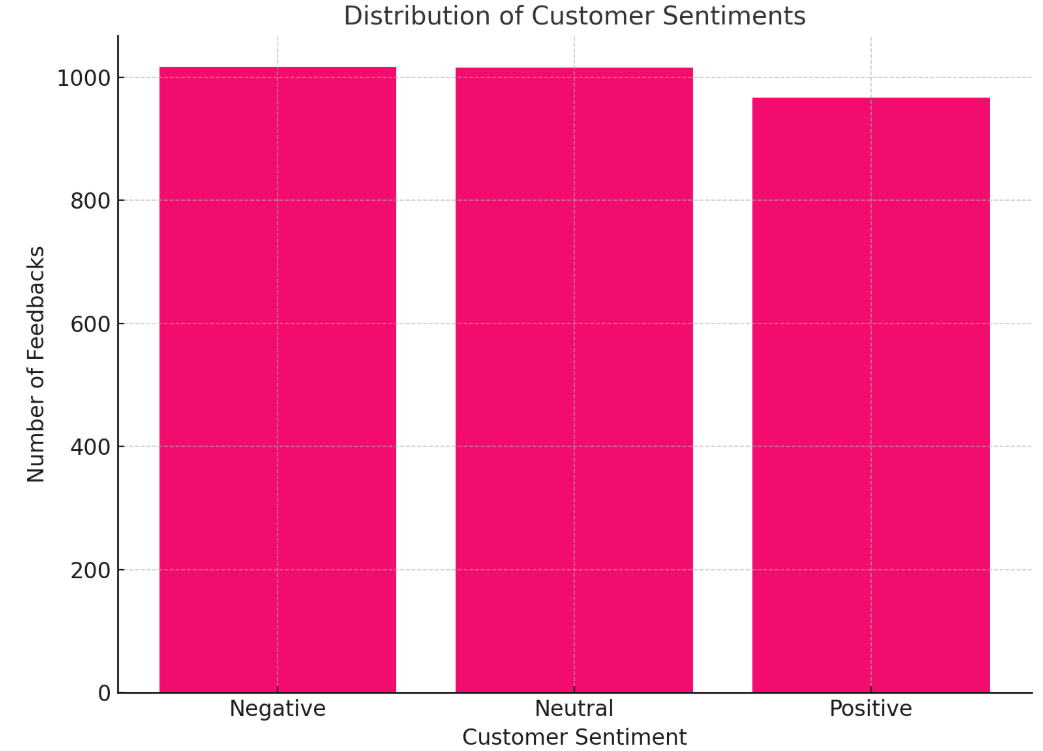 Distribution of Customer Sentiments
1000
800
600
400
200
0
Number of Feedbacks
Negative
Neutral
Positive
Customer Sentiment